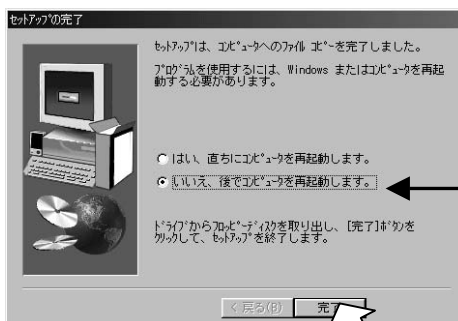 ｾｯﾄｱｯﾌﾟの完了
ｾｯﾄｱｯﾌﾟは、ｺﾝﾋﾟｭｰﾀへのﾌｧｲﾙ ｺﾋﾟｰを完了しました。
ﾌﾟﾛｸﾞﾗﾑを使用するには、Windows またはｺﾝﾋﾟｭｰﾀを再起
動する必要があります。
はい、直ちにｺﾝﾋﾟｭｰﾀを再起動します。
いいえ、後でｺﾝﾋﾟｭｰﾀを再起動します。
ﾄﾞﾗｲﾌﾞからﾌﾛｯﾋﾟｰﾃﾞｨｽｸを取り出し、[完了]ﾎﾞﾀﾝを
ｸﾘｯｸして、ｾｯﾄｱｯﾌﾟを終了します。
< 戻る(B)
完了